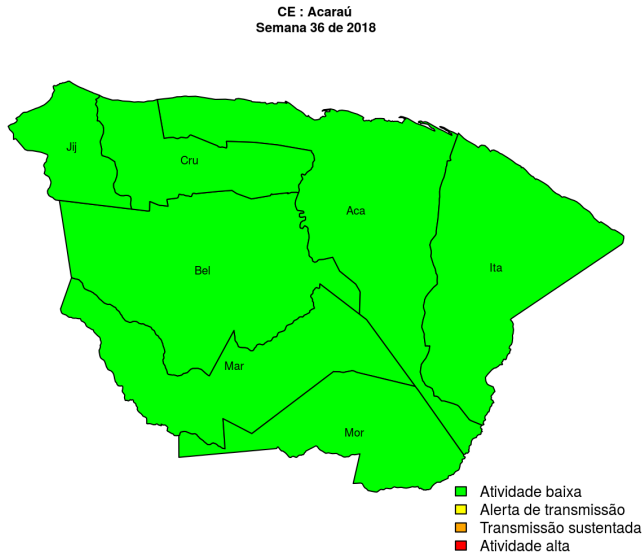 CE : Acaraú
Semana 36 de 2018
Jij
Cru
Aca
Bel
Ita
Mar
Mor
Atividade baixa
Alerta de transmissão
Transmissão sustentada
Atividade alta